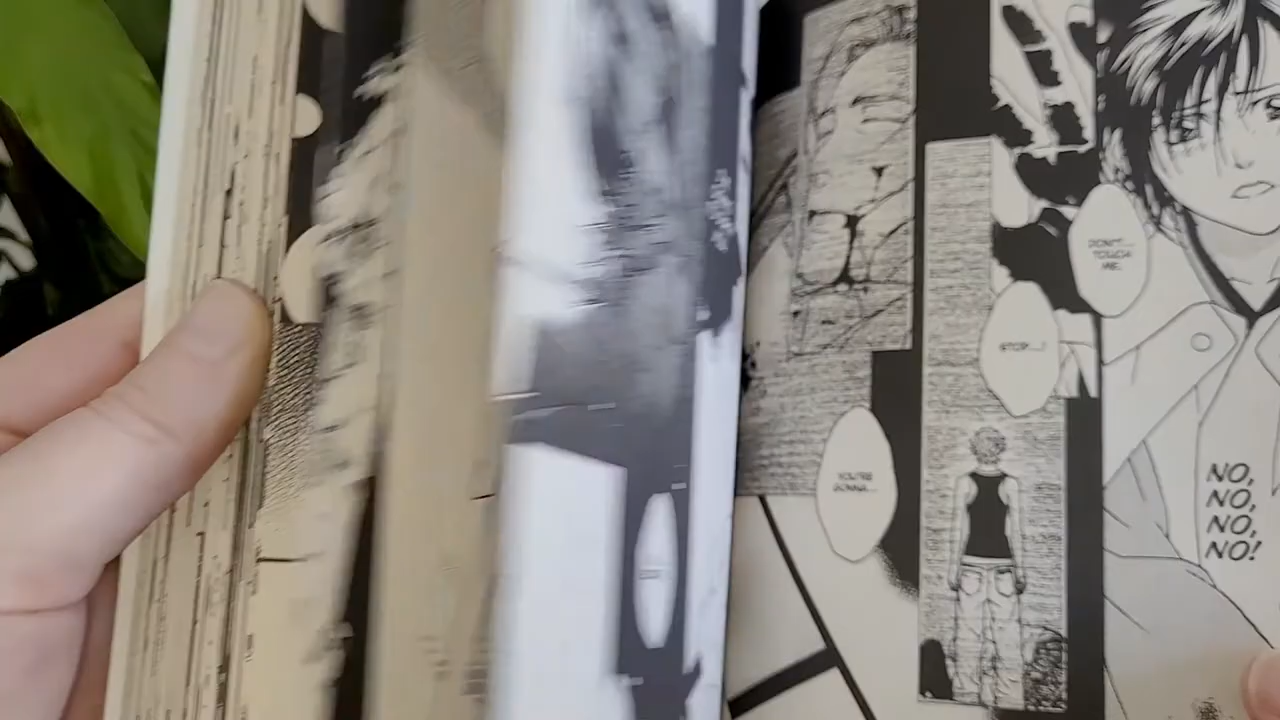 DON'T...
TOUCH
ME.
STOP...!
YOU'RE
GONNA...
NO,
NO,
NO,
NO!